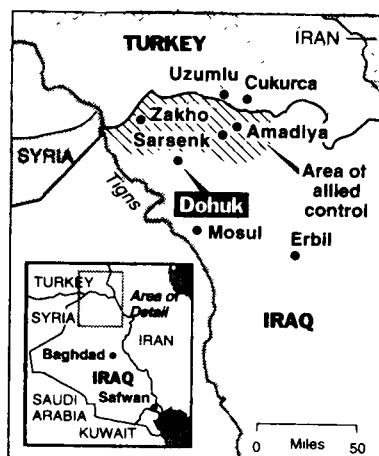 TURKEY
IRAN
Uzumlu
Cukurca
Zakho
Amadiya
Sarsenk
SYRIA
Area of
allied
control
Tigris
Dohuk
Mosul
Erbil
IRAQ
TURKEY
Area of
Detail
SYRIA
IRAN
Baghdad
IRAQ
SAUDI
ARABIA
Safwan
KUWAIT
0 Miles 50